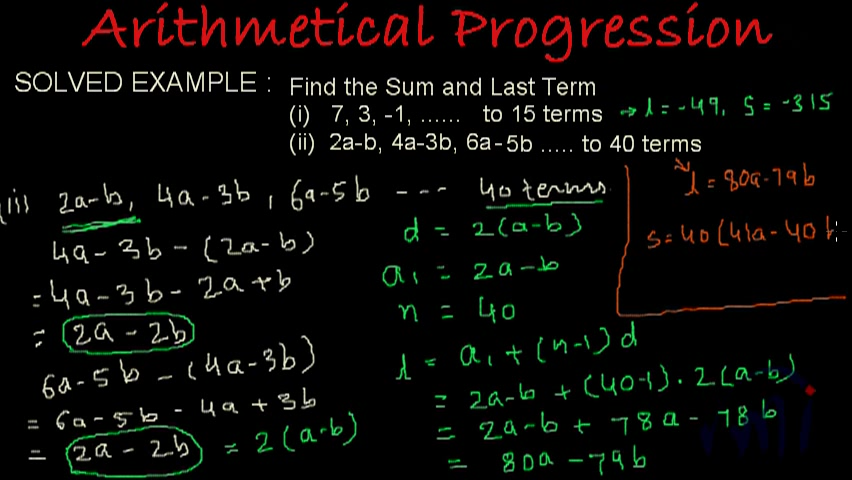 Arithmetical Progression
SOLVED EXAMPLE : Find the Sum and Last Term
(i) 7, 3, -1, ...... to 15 terms → l = -49, S = -315
(ii) 2a-b, 4a-3b, 6a-5b ..... to 40 terms
l = 80a-79b
S = 40 (41a - 40
(ii) 2a-b, 4a-3b, 6a-5b --- 40 terms.
4a-3b-(2a-b)
= 4a-3b-2a+b
= 2a-2b
6a-5b-(4a-3b)
= 6a-5b-4a+3b
= 2a-2b = 2(a-b)
d = 2(a-b)
a₁ = 2a-b
n = 40
l = a₁+(n-1)d
= 2a-b+(40-1).2(a-b)
= 2a-b+78a-78b
= 80a-79b